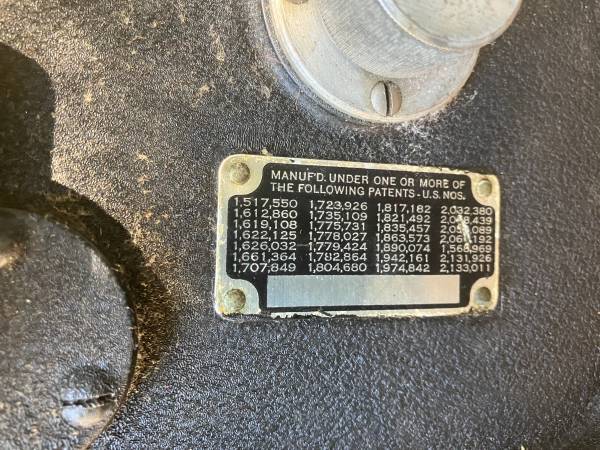 MANUF'D. UNDER ONE OR MORE OF
THE FOLLOWING PATENTS - U.S. NOS.
1,517,550 1,723,926 1,817,182 2,032,380
1,612,860 1,735,109 1,821,492
1,619,108 1,775,731 1,835,457
1,622,125 1,778,027 1,863,573
1,626,032 1,779,424 1,890,074 1,568,969
1,661,364 1,782,864 1,942,161 2,131,926
1,707,849 1,804,680 1,974,842 2,133,011